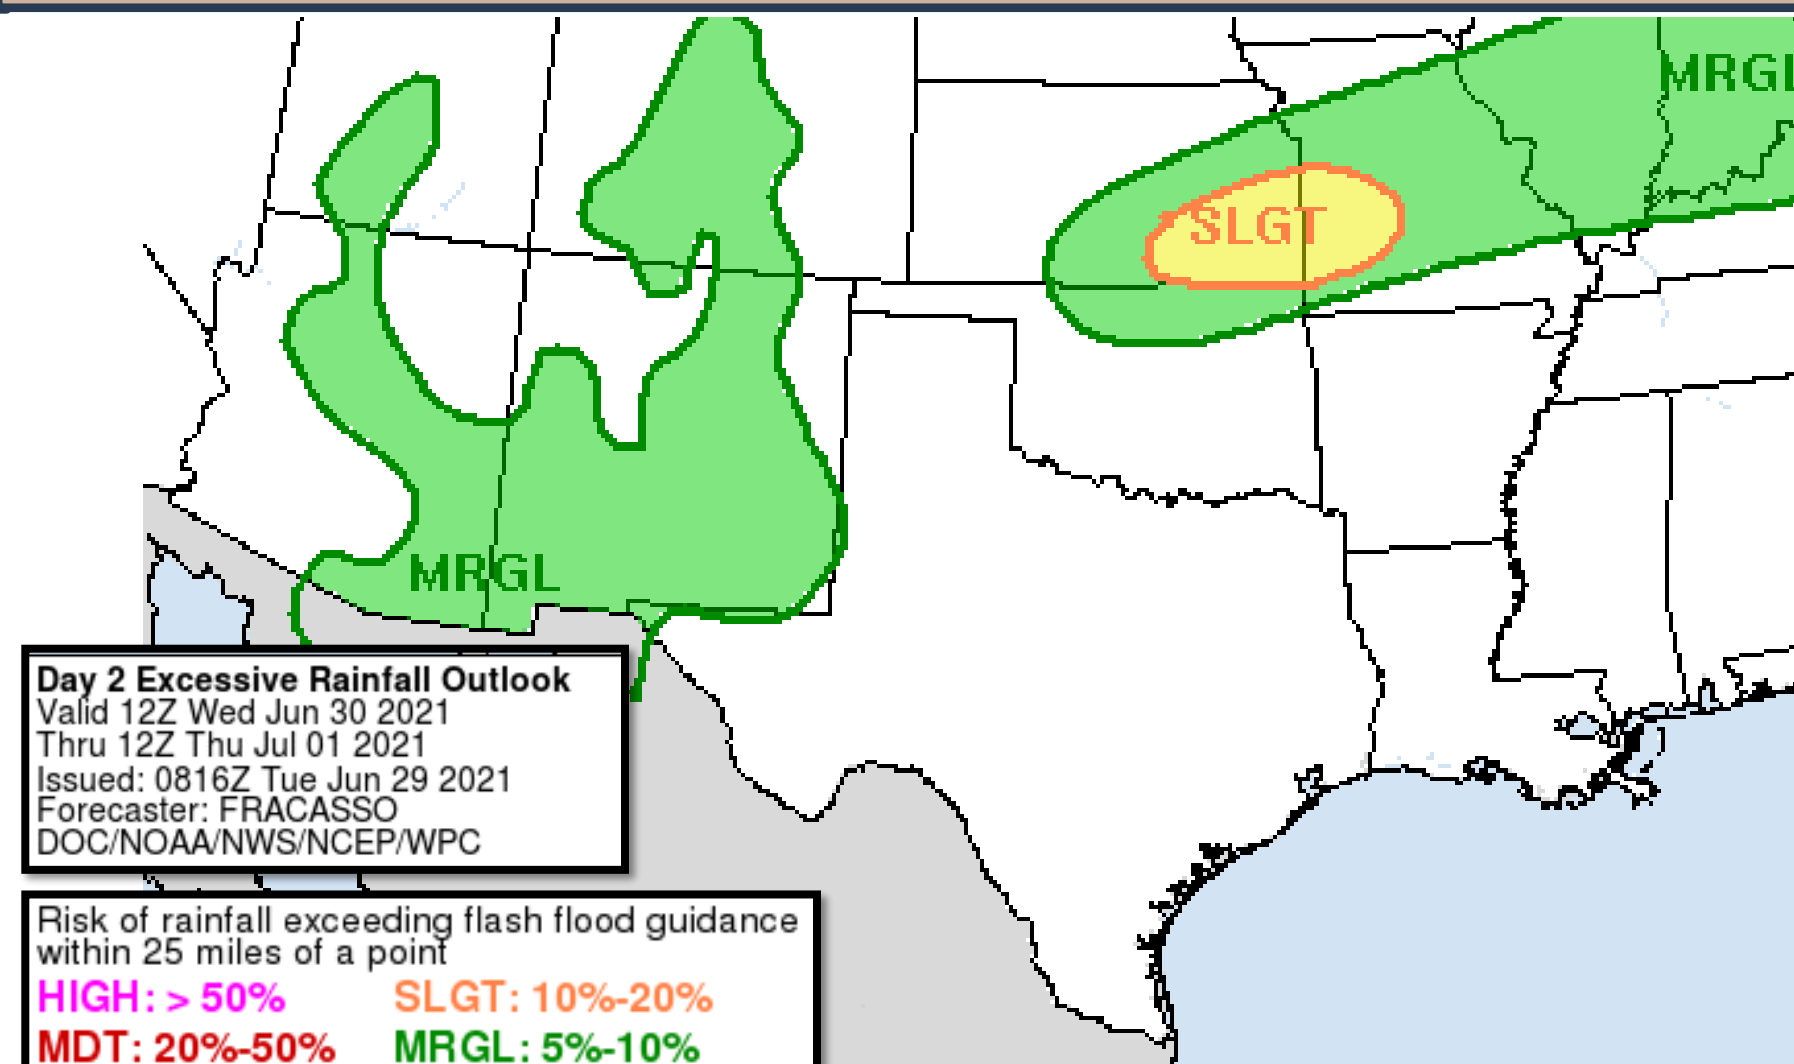 MRGL
SLGT
MRGL
Day 2 Excessive Rainfall Outlook
Valid 12Z Wed Jun 30 2021
Thru 12Z Thu Jul 01 2021
Issued: 0816Z Tue Jun 29 2021
Forecaster: FRACASSO
DOC/NOAA/NWS/NCEP/WPC
Risk of rainfall exceeding flash flood guidance
within 25 miles of a point
HIGH: > 50% SLGT: 10%-20%
MDT: 20%-50% MRGL: 5%-10%